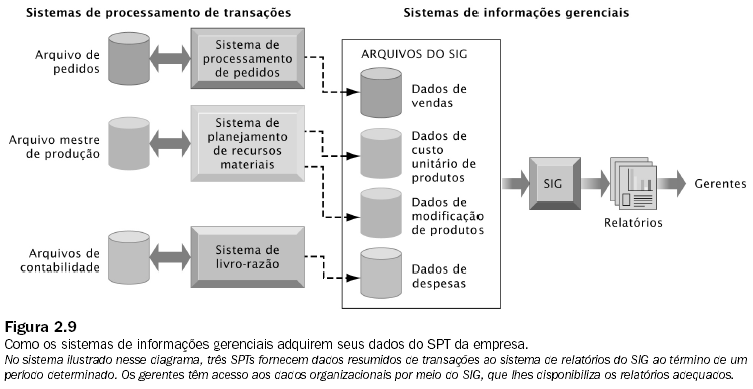 Sistemas de processamento de transações
Sistemas de informações gerenciais
Arquivo de
pedidos
Sistema de
processamento
de pedidos
Arquivo mestre
de produção
Sistema de
planejamento
de recursos
materiais
Arquivos de
contabilidade
Sistema de
livro-razão
ARQUIVOS DO SIG
Dados de
vendas
Dados de
custo
unitário de
produtos
Dados de
modificação
de produtos
Dados de
despesas
SIG
Relatórios
Gerentes
Figura 2.9
Como os sistemas de informações gerenciais adquirem seus dados do SPT da empresa.
No sistema ilustrado nesse diagrama, três SPTs fornecem dados resumidos de transações ao sistema de relatórios do SIG ao término de um
período determinado. Os gerentes têm acesso aos dados organizacionais por meio do SIG, que lhes disponibiliza os relatórios adequados.